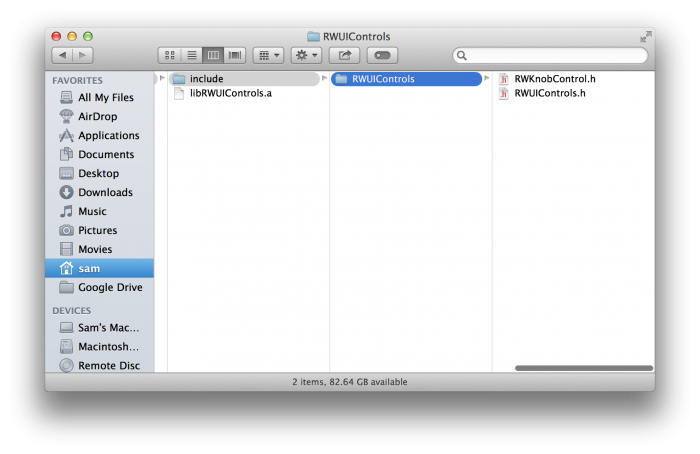 RWUIControls
FAVORITES
All My Files
AirDrop
Applications
Documents
Desktop
Downloads
Music
Pictures
Movies
sam
Google Drive
DEVICES
Sam's Mac...
Macintosh...
Remote Disc
include
libRWUIControls.a
RWUIControls
RWKnobControl.h
RWUIControls.h
2 items, 82.64 GB available